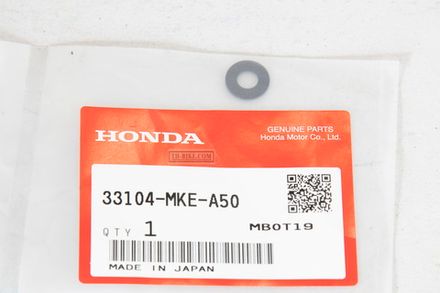 HONDA
GENUINE PARTS
Honda Motor Co., Ltd.
33104-MKE-A50
QTY 1
MB0T19
MADE IN JAPAN